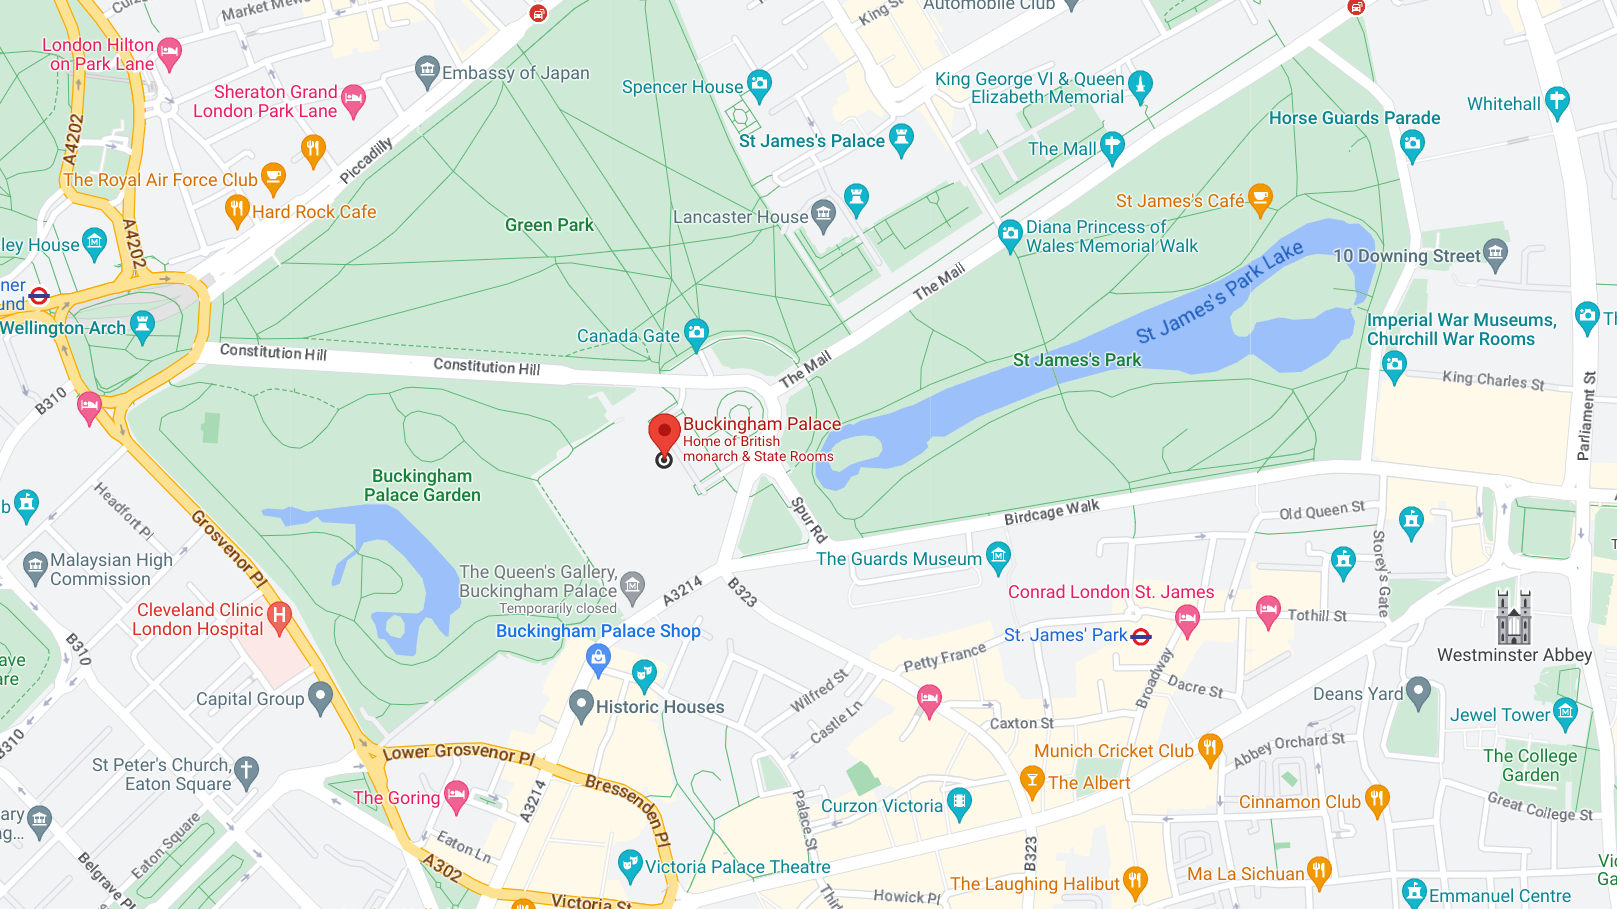 Market Mews
Automobile Club
King St
London Hilton
on Park Lane
Embassy of Japan
Spencer House
King George VI & Queen
Elizabeth Memorial
Sheraton Grand
London Park Lane
Whitehall
Horse Guards Parade
A4202
Piccadilly
St James's Palace
The Mall
The Royal Air Force Club
Hard Rock Cafe
St James's Café
Lancaster House
Green Park
Diana Princess of
Wales Memorial Walk
ley House
A4202
10 Downing Street
St James's Park Lake
The Mall
ner
und
Wellington Arch
Canada Gate
Imperial War Museums,
Churchill War Rooms
Th
Constitution Hill
Constitution Hill
The Mall
St James's Park
King Charles St
B310
Parliament St
Buckingham Palace
Home of British
monarch & State Rooms
Buckingham
Palace Garden
Headfort Pl
b
Grosvenor Pl
Spur Rd
Birdcage Walk
Old Queen St
Storey's Gate
Malaysian High
Commission
The Guards Museum
The Queen's Gallery,
Buckingham Palace
Temporarily closed
A3214
B323
Conrad London St. James
Cleveland Clinic
London Hospital
Tothill St
Buckingham Palace Shop
St. James' Park
B310
ave
are
Petty France
Westminster Abbey
Broadway
Dacre St
Wilfred St
Capital Group
Historic Houses
Castle Ln
Caxton St
Deans Yard
Jewel Tower
B310
Lower Grosvenor Pl
Munich Cricket Club
Abbey Orchard St
St Peter's Church,
Eaton Square
The College
Garden
Bressenden Pl
The Goring
A3214
The Albert
Curzon Victoria
Palace St
Cinnamon Club
Great College St
ary
ng...
Eaton Square
Eaton Ln
B323
A302
Victoria Palace Theatre
Belgrave Pl
Ma La Sichuan
The Laughing Halibut
Howick Pl
Victoria St
Emmanuel Centre
Ga